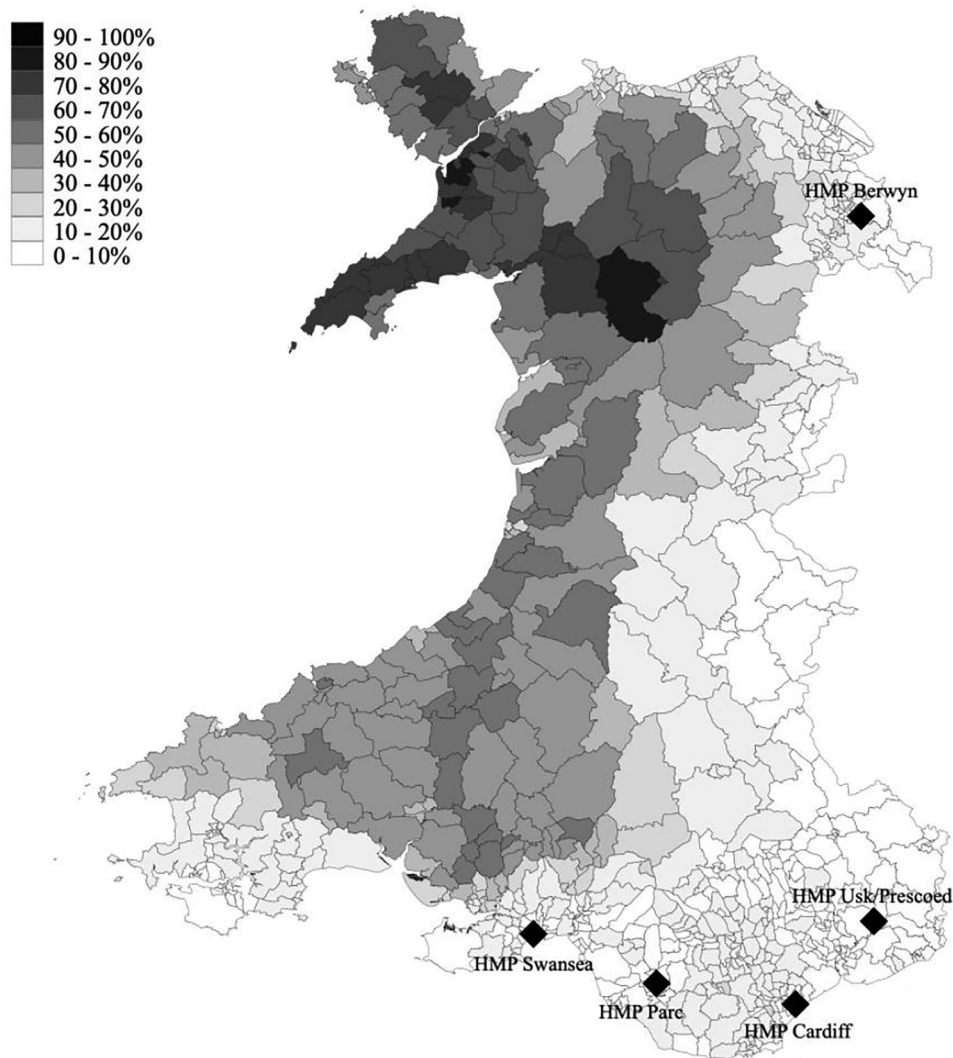 90 - 100%
80 - 90%
70 - 80%
60 - 70%
50 - 60%
40 - 50%
30 - 40%
20 - 30%
10 - 20%
0 - 10%
HMP Berwyn
HMP Usk/Prescoed
HMP Swansea
HMP Parc
HMP Cardiff